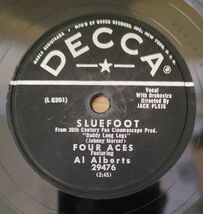 DECCA
Vocal
With Orchestra
Directed By
JACK PLEIS
(L 8201)
SLUEFOOT
From 20th Century Fox Cinemascope Prod.
"Daddy Long Legs"
(Johnny Mercer)
FOUR ACES
Featuring
Al Alberts
29476
(2:45)